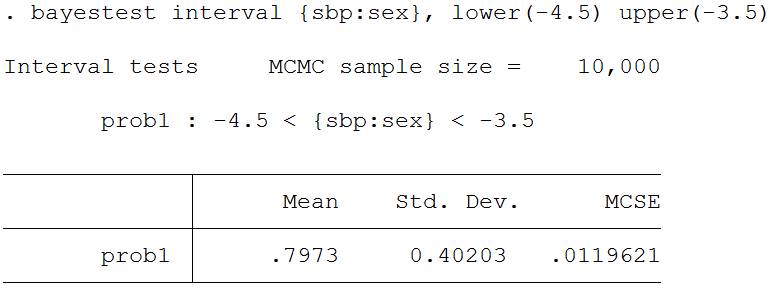 . bayestest interval {sbp:sex}, lower(-4.5) upper(-3.5)
Interval tests MCMC sample size = 10,000
prob1 : -4.5 < {sbp:sex} < -3.5
Mean Std. Dev. MCSE
prob1 .7973 0.40203 .0119621